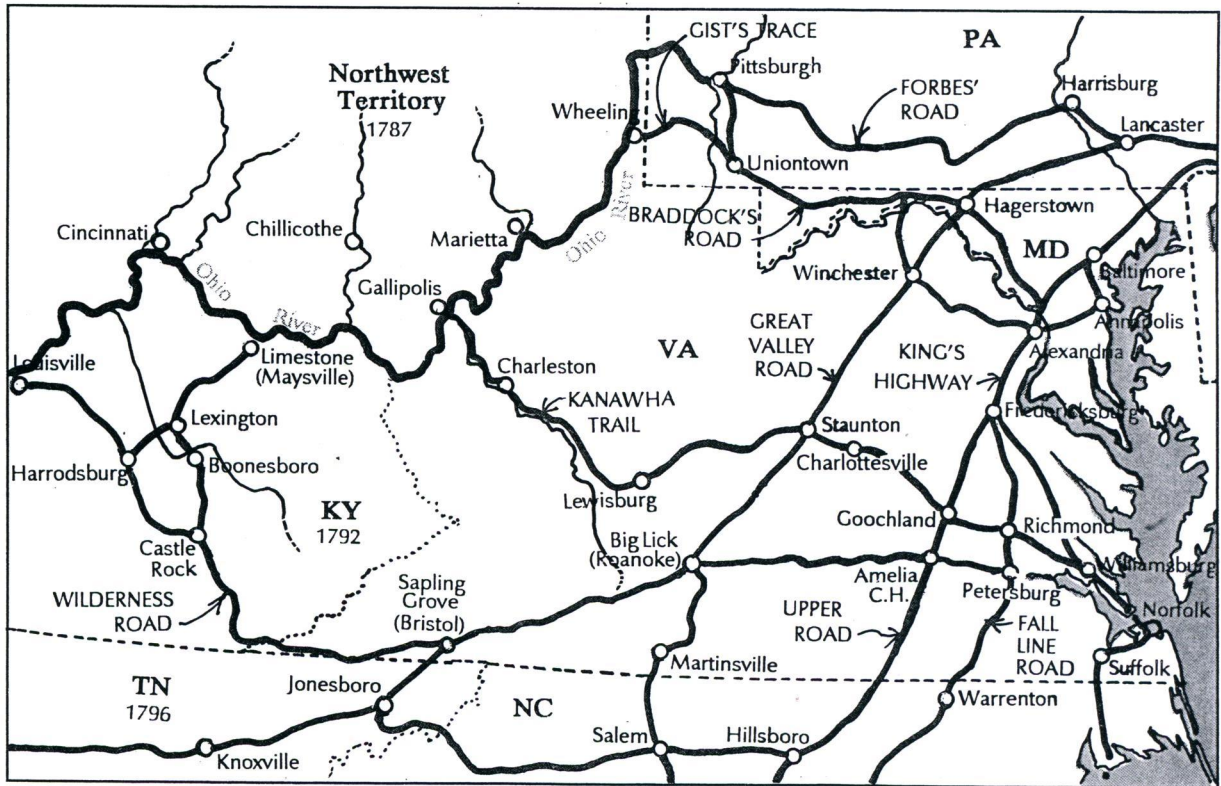 GIST'S TRACE
PA
Pittsburgh
Northwest
Territory
1787
Harrisburg
FORBES'
ROAD
Wheeling
Lancaster
Uniontown
Ohio River
BRADDOCK'S
ROAD
Hagerstown
Cincinnati
Chillicothe
Marietta
MD
Ohio
River
Winchester
Baltimore
Gallipolis
Annapolis
Louisville
Limestone
(Maysville)
VA
GREAT
VALLEY
ROAD
KING'S
HIGHWAY
Alexandria
Charleston
KANAWHA
TRAIL
Lexington
Fredericksburg
Staunton
Charlottesville
Harrodsburg
Boonesboro
Lewisburg
KY
1792
Goochland
Richmond
Castle
Rock
Big Lick
(Roanoke)
Williamsburg
Amelia
C.H.
Petersburg
Sapling
Grove
(Bristol)
WILDERNESS
ROAD
UPPER
ROAD
FALL
LINE
ROAD
Norfolk
Martinsville
Suffolk
TN
1796
Jonesboro
NC
Warrenton
Salem
Hillsboro
Knoxville